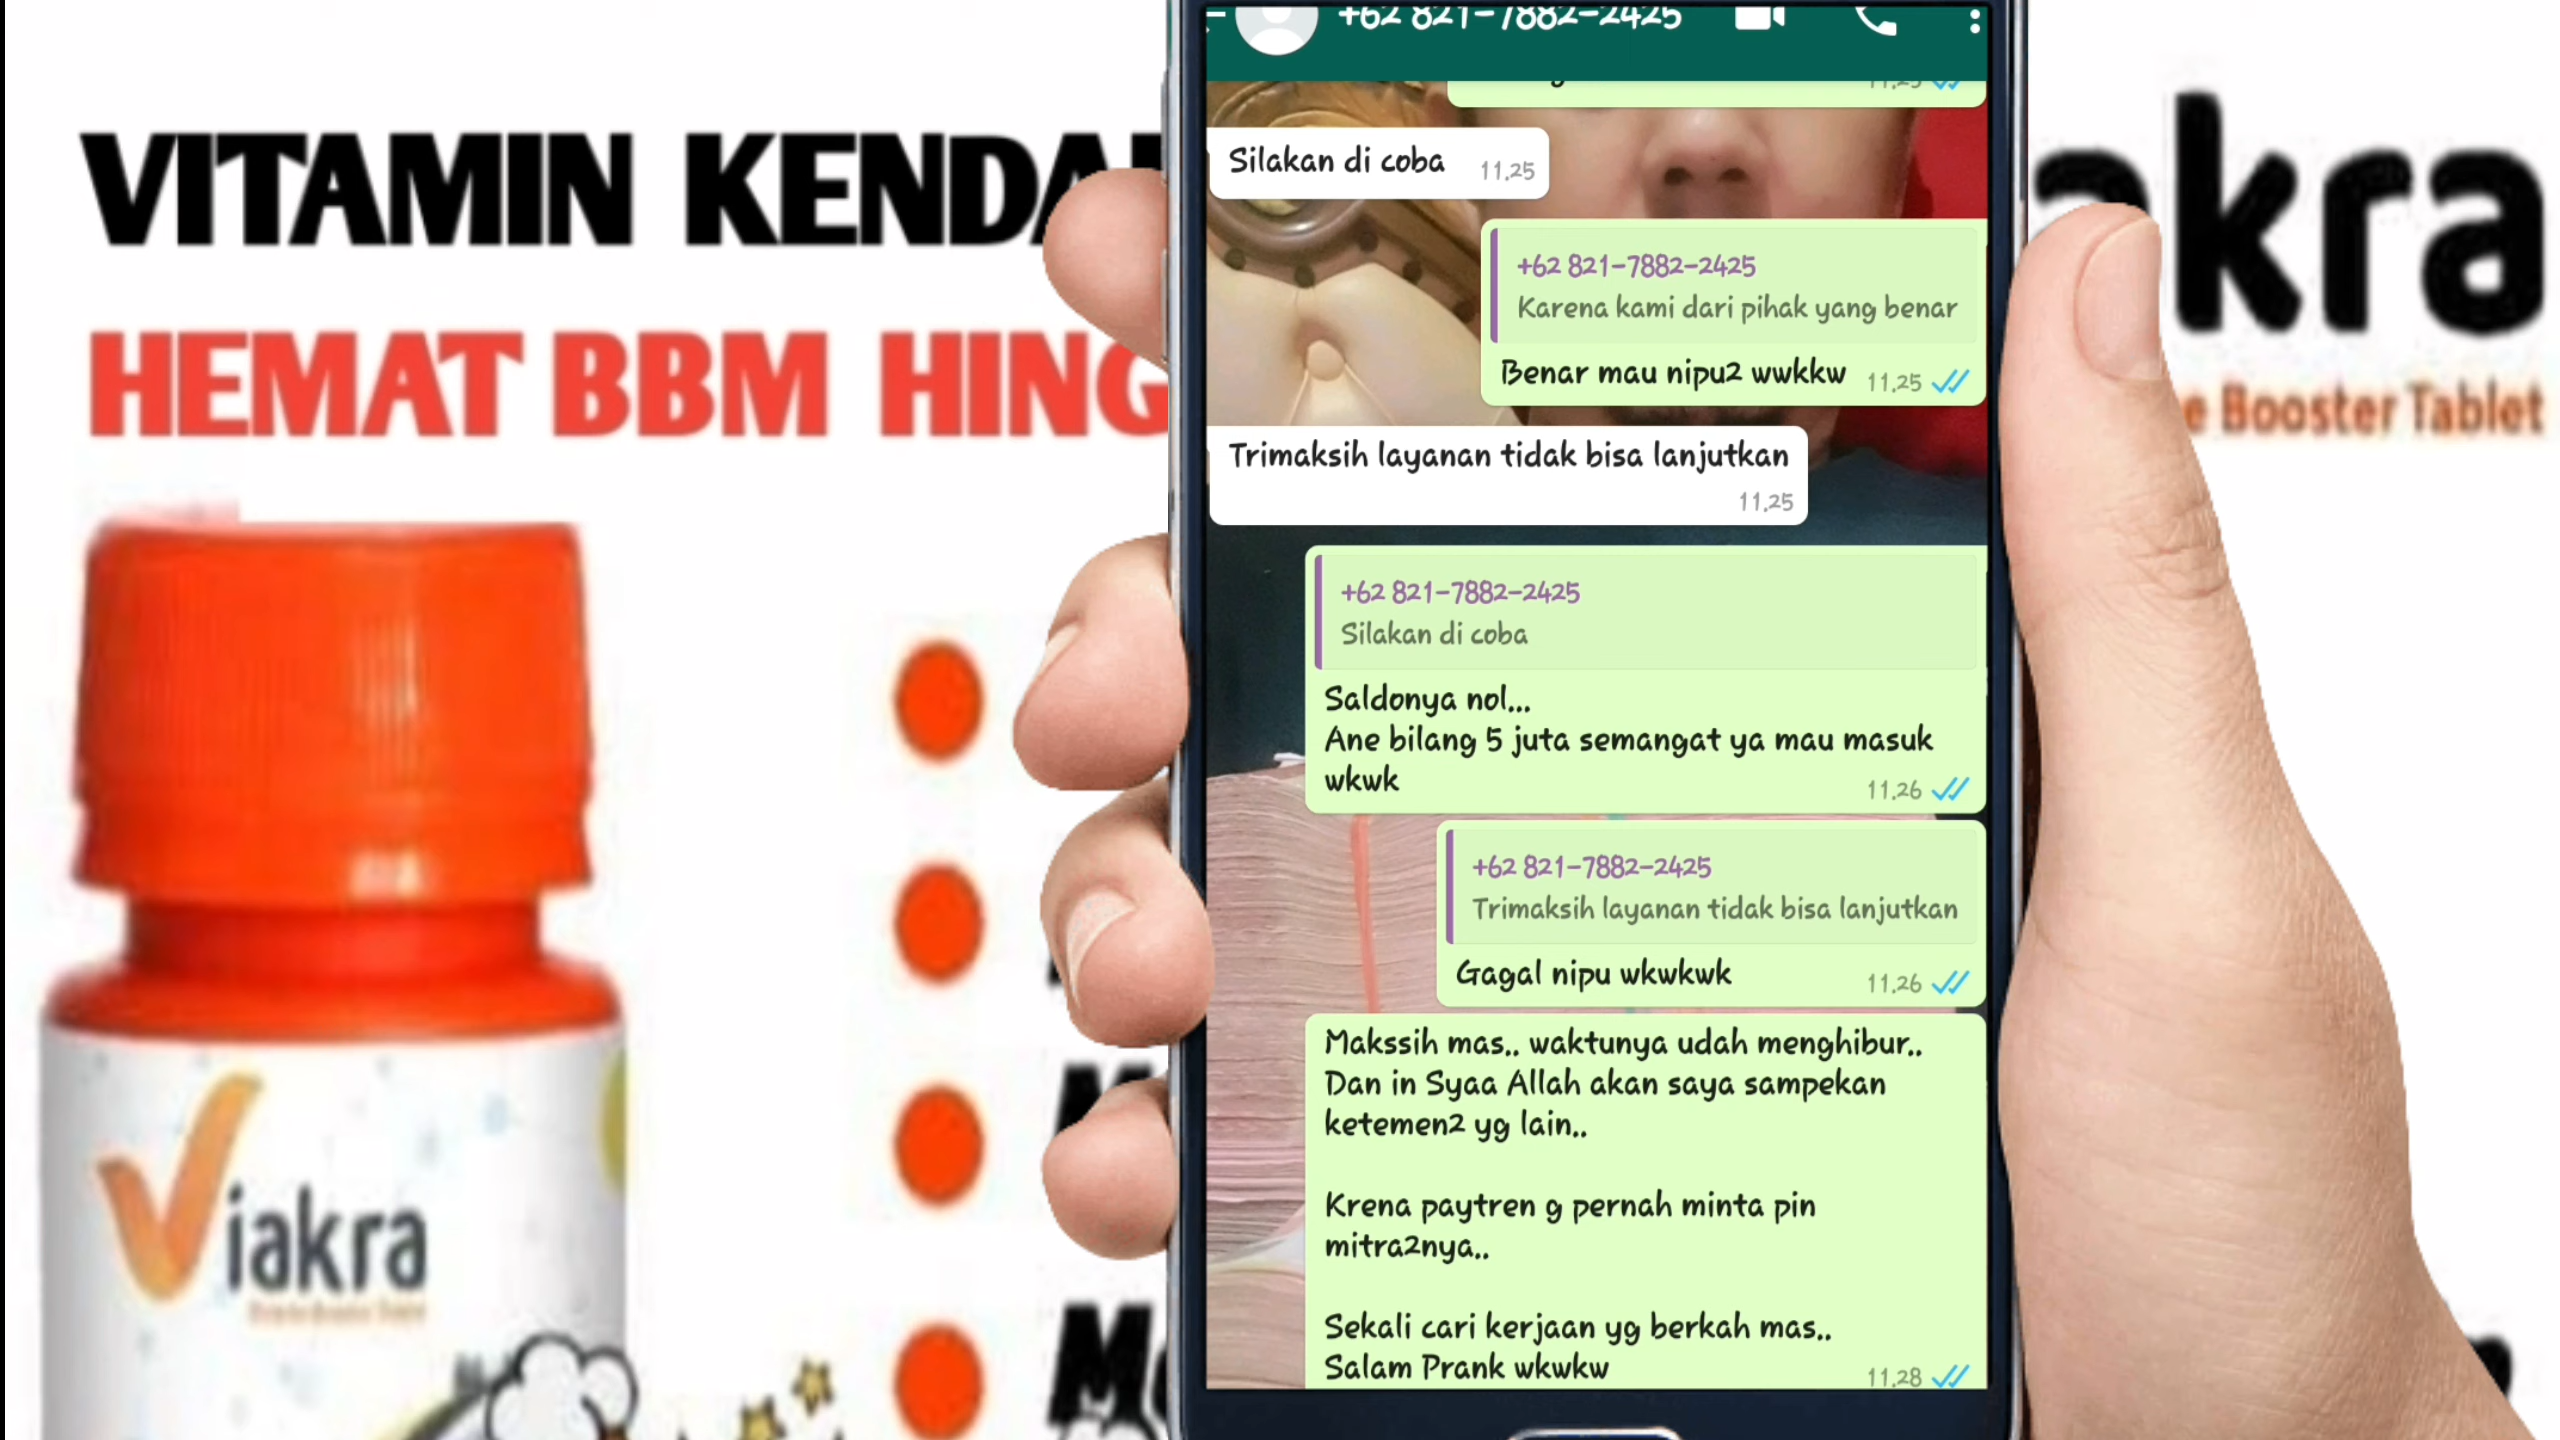 VITAMIN
HEMAT BBM
iakra
kra
Booster Tablet
+62 821-7882-2425
11.25
Silakan di coba 11.25
+62 821-7882-2425
Karena kami dari pihak yang benar
Benar mau nipu2 wwkkw 11.25
Trimaksih layanan tidak bisa lanjutkan
11.25
+62 821-7882-2425
Silakan di coba
Saldonya nol...
Ane bilang 5 juta semangat ya mau masuk
wkwk 11.26
+62 821-7882-2425
Trimaksih layanan tidak bisa lanjutkan
Gagal nipu wkwkwk 11.26
Makssih mas.. waktunya udah menghibur..
Dan in Syaa Allah akan saya sampekan
ketemen2 yg lain..
Krena paytren g pernah minta pin
mitra2nya..
Sekali cari kerjaan yg berkah mas..
Salam Prank wkwkw 11.28